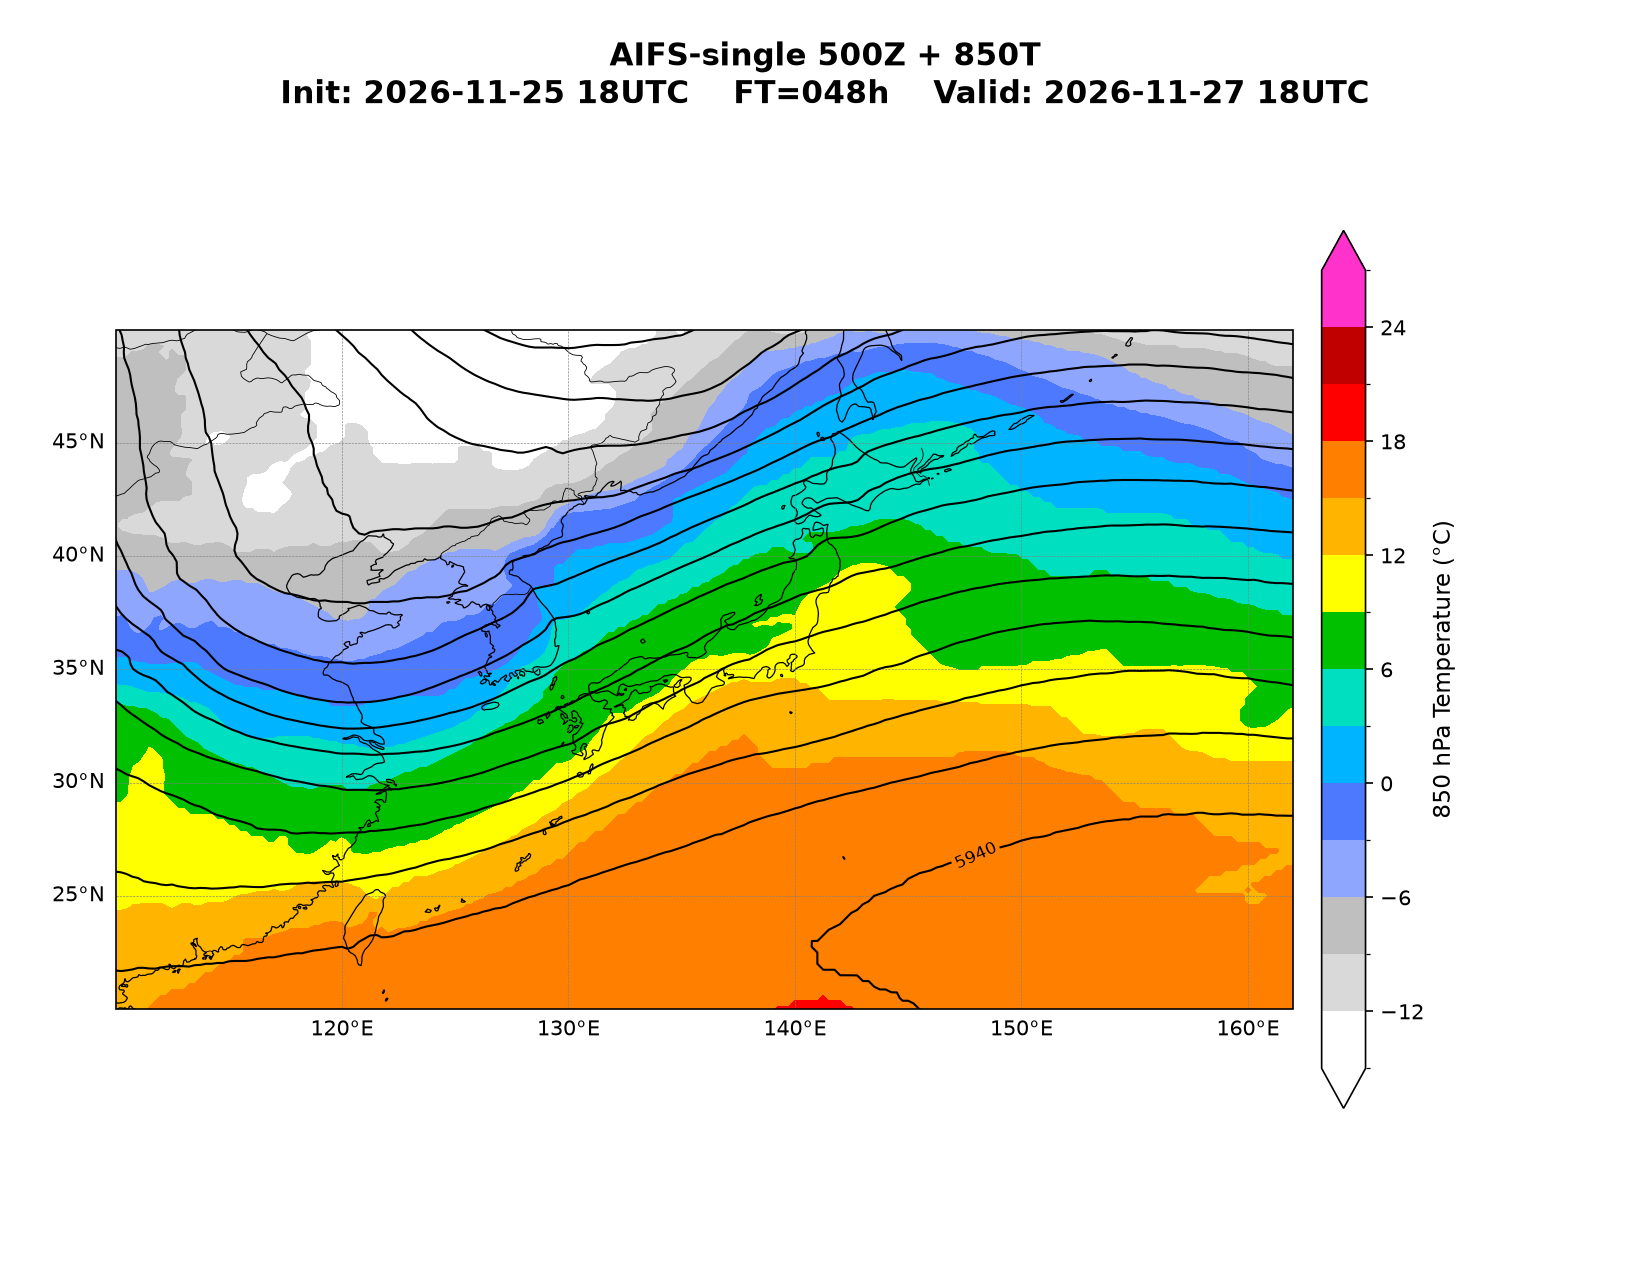 AIFS-single 500Z + 850T
Init: 2026-11-25 18UTC    FT=048h    Valid: 2026-11-27 18UTC
24
45°N
18
40°N
12
35°N
6
30°N
0
5940
25°N
−6
−12
120°E
130°E
140°E
150°E
160°E
850 hPa Temperature (°C)